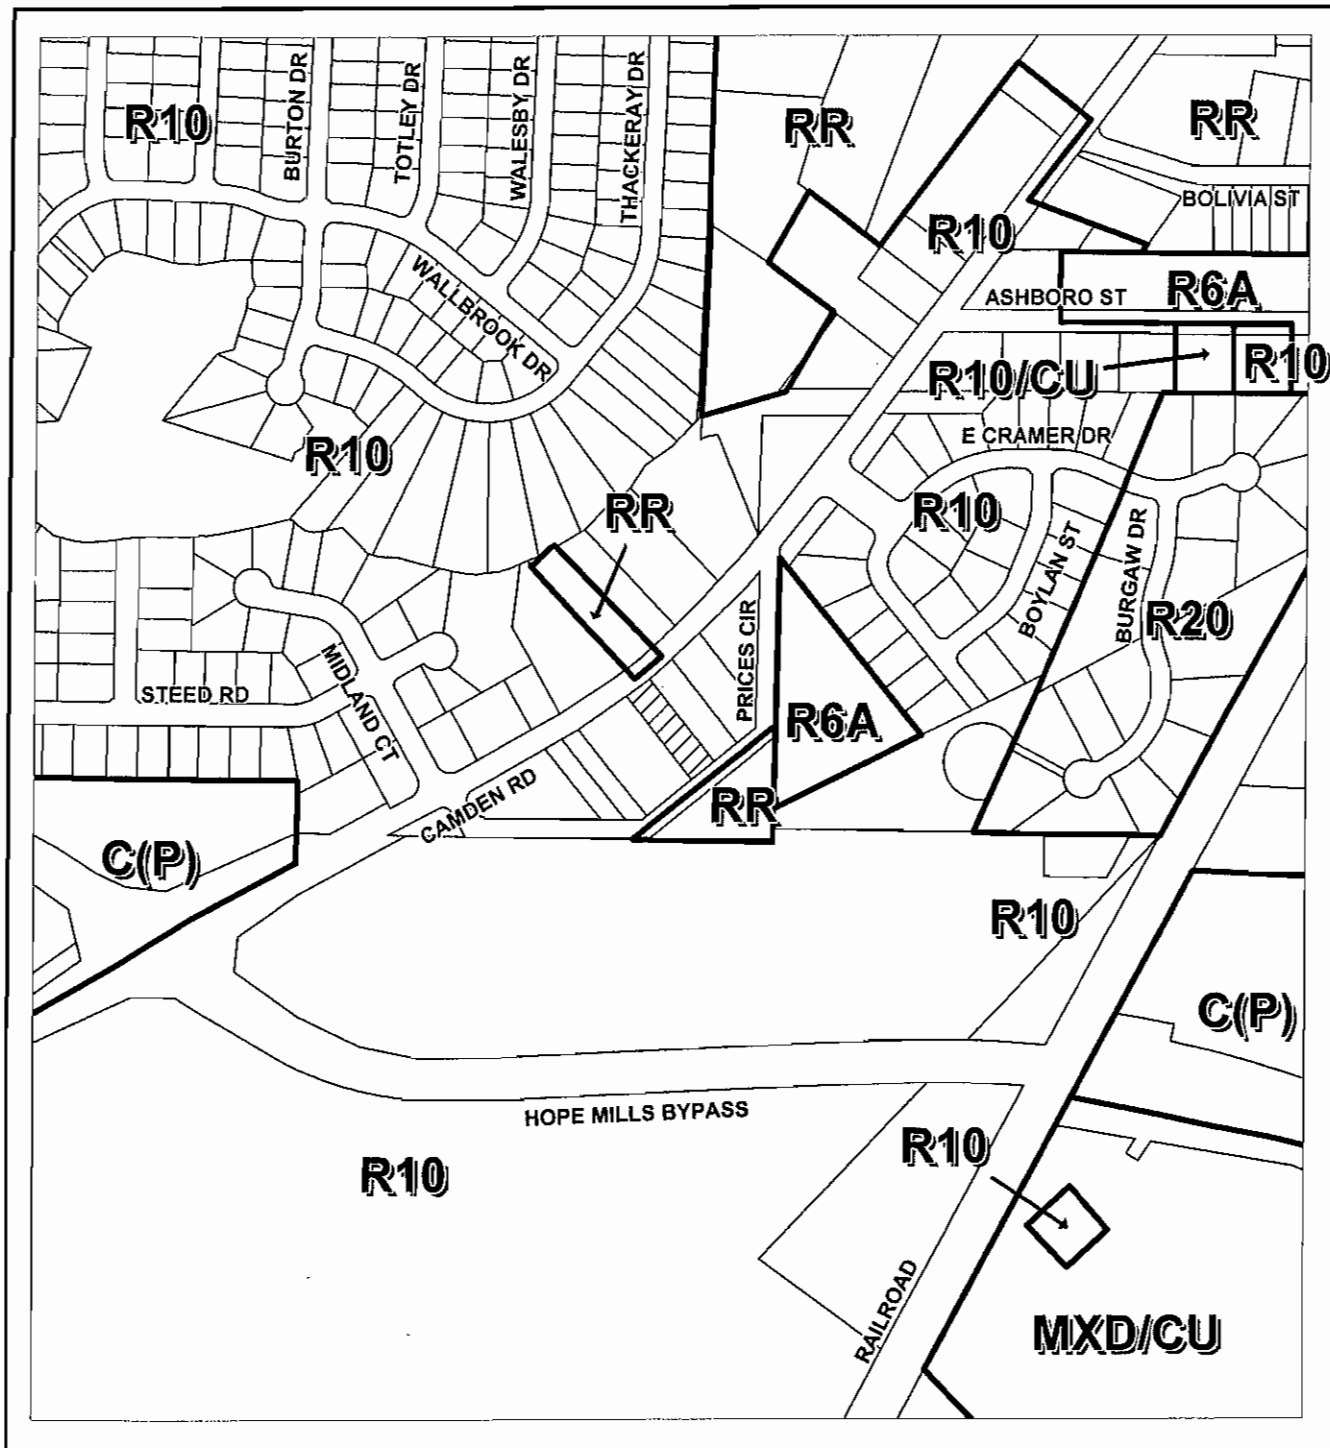 BURTON DR
TOTLEY DR
WALESBY DR
THACKERAY DR
R10
RR
RR
BOLIVIA ST
R10
WALLBROOK DR
ASHBORO ST
R6A
R10/CU
R10
E CRAMER DR
R10
RR
R10
BOYLAN ST
BURGAW DR
R20
PRICES CIR
MIDLAND CT
STEED RD
R6A
CAMDEN RD
RR
C(P)
R10
C(P)
HOPE MILLS BYPASS
R10
R10
RAILROAD
MXD/CU